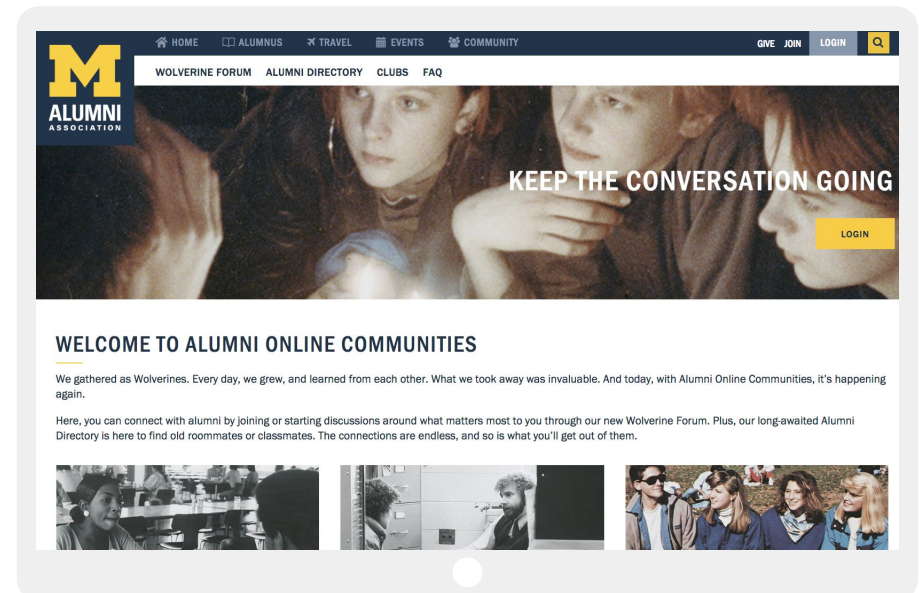 HOME ALUMNUS TRAVEL EVENTS COMMUNITY
GIVE JOIN LOGIN
M
ALUMNI
ASSOCIATION
WOLVERINE FORUM ALUMNI DIRECTORY CLUBS FAQ
KEEP THE CONVERSATION GOING
LOGIN
WELCOME TO ALUMNI ONLINE COMMUNITIES
We gathered as Wolverines. Every day, we grew, and learned from each other. What we took away was invaluable. And today, with Alumni Online Communities, it's happening
again.
Here, you can connect with alumni by joining or starting discussions around what matters most to you through our new Wolverine Forum. Plus, our long-awaited Alumni
Directory is here to find old roommates or classmates. The connections are endless, and so is what you'll get out of them.